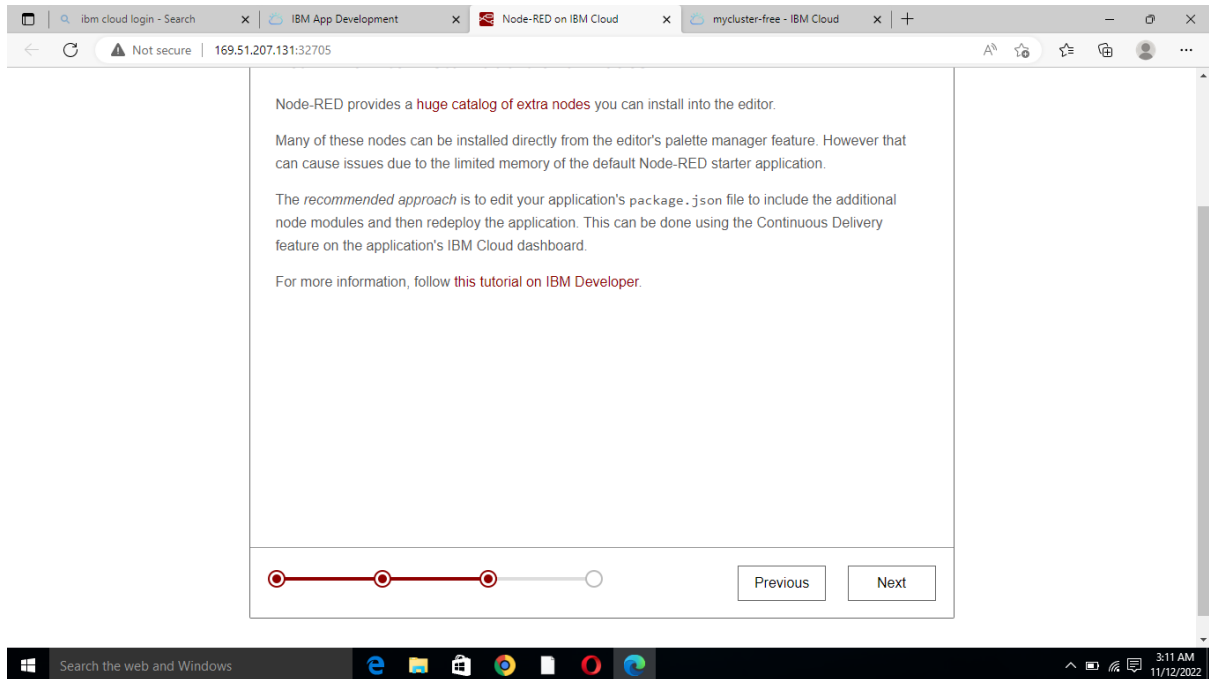 ibm cloud login - Search
IBM App Development
Node-RED on IBM Cloud
mycluster-free - IBM Cloud
Not secure
169.51.207.131:32705
Node-RED provides a huge catalog of extra nodes you can install into the editor.
Many of these nodes can be installed directly from the editor's palette manager feature. However that
can cause issues due to the limited memory of the default Node-RED starter application.
The recommended approach is to edit your application's package.json file to include the additional
node modules and then redeploy the application. This can be done using the Continuous Delivery
feature on the application's IBM Cloud dashboard.
For more information, follow this tutorial on IBM Developer.
Previous
Next
Search the web and Windows
3:11 AM
11/12/2022